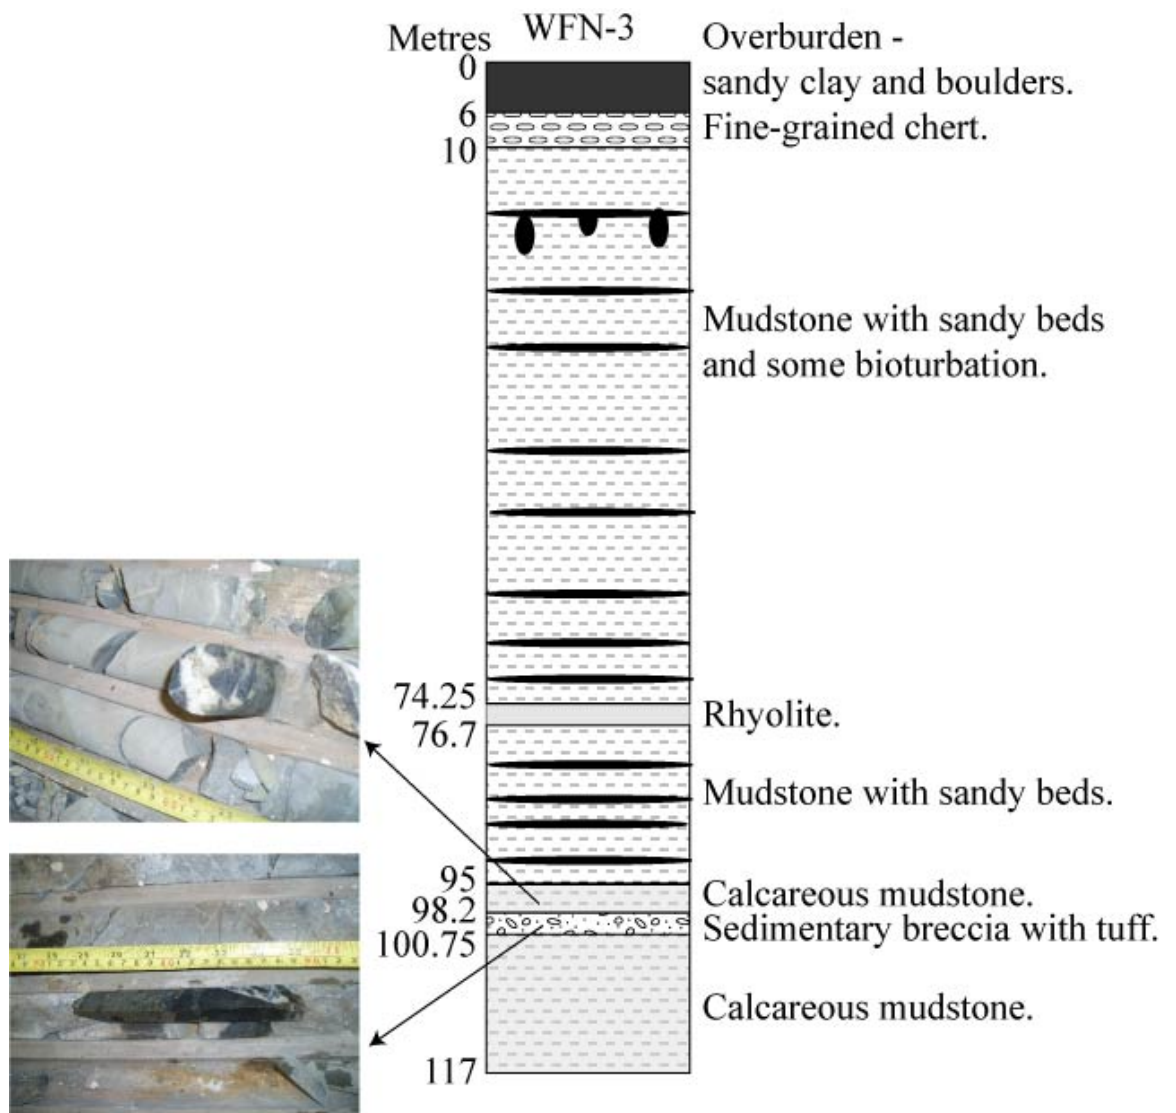 Metres WFN-3
Overburden -
0
sandy clay and boulders.
6
Fine-grained chert.
10
Mudstone with sandy beds
and some bioturbation.
74.25
Rhyolite.
76.7
Mudstone with sandy beds.
95
Calcareous mudstone.
98.2
Sedimentary breccia with tuff.
100.75
Calcareous mudstone.
117